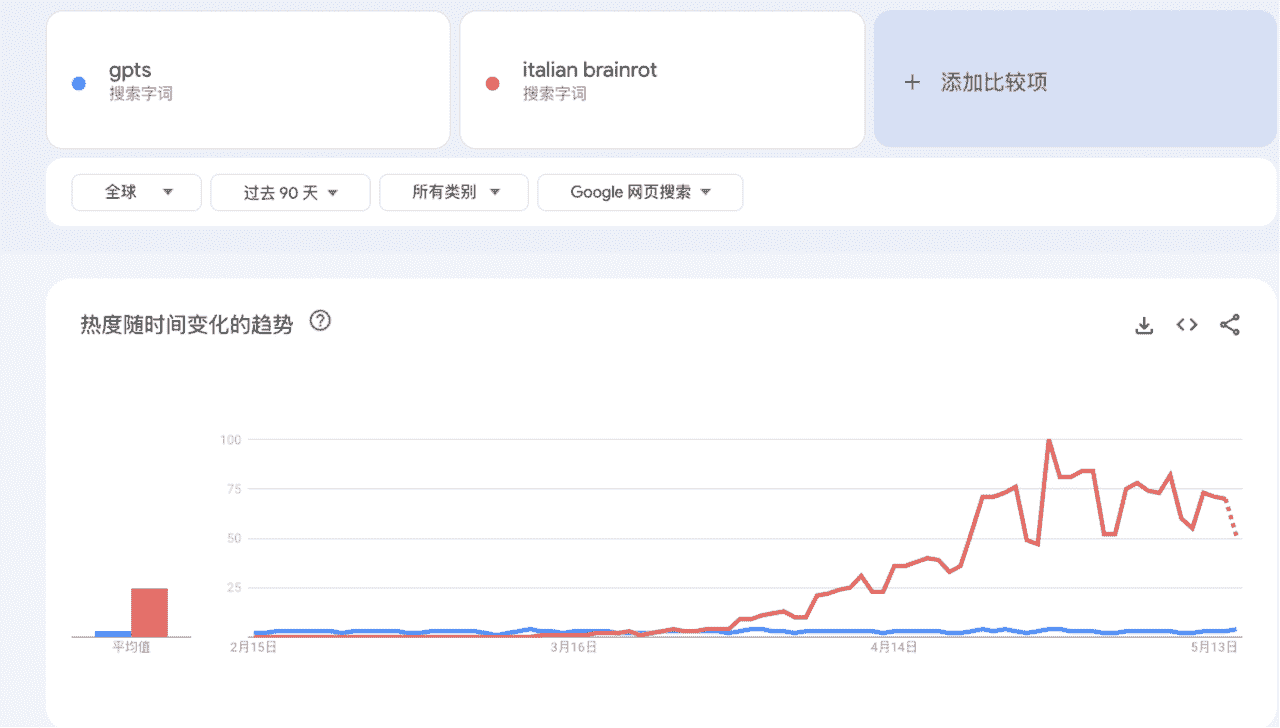 gpts
搜索字词
italian brainrot
搜索字词
+ 添加比较项
全球
过去 90 天
所有类别
Google 网页搜索
热度随时间变化的趋势
100
75
50
25
平均值
2月15日
3月16日
4月14日
5月13日